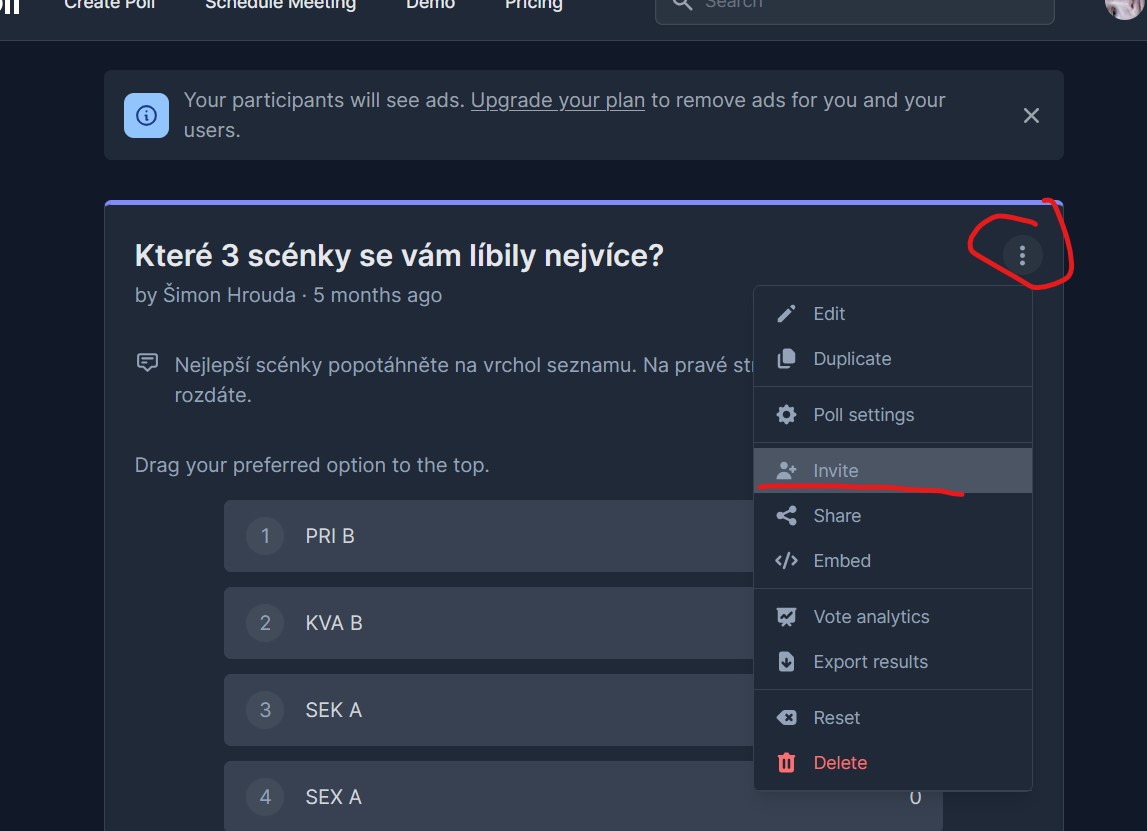 Create Poll Schedule Meeting Demo Pricing Search
Your participants will see ads. Upgrade your plan to remove ads for you and your
users.
Které 3 scénky se vám líbily nejvíce?
by Šimon Hrouda · 5 months ago
Nejlepší scénky popotáhněte na vrchol seznamu. Na pravé
rozdáte.
Drag your preferred option to the top.
1 PRI B
2 KVA B
3 SEK A
4 SEX A 0
Edit
Duplicate
Poll settings
Invite
Share
Embed
Vote analytics
Export results
Reset
Delete